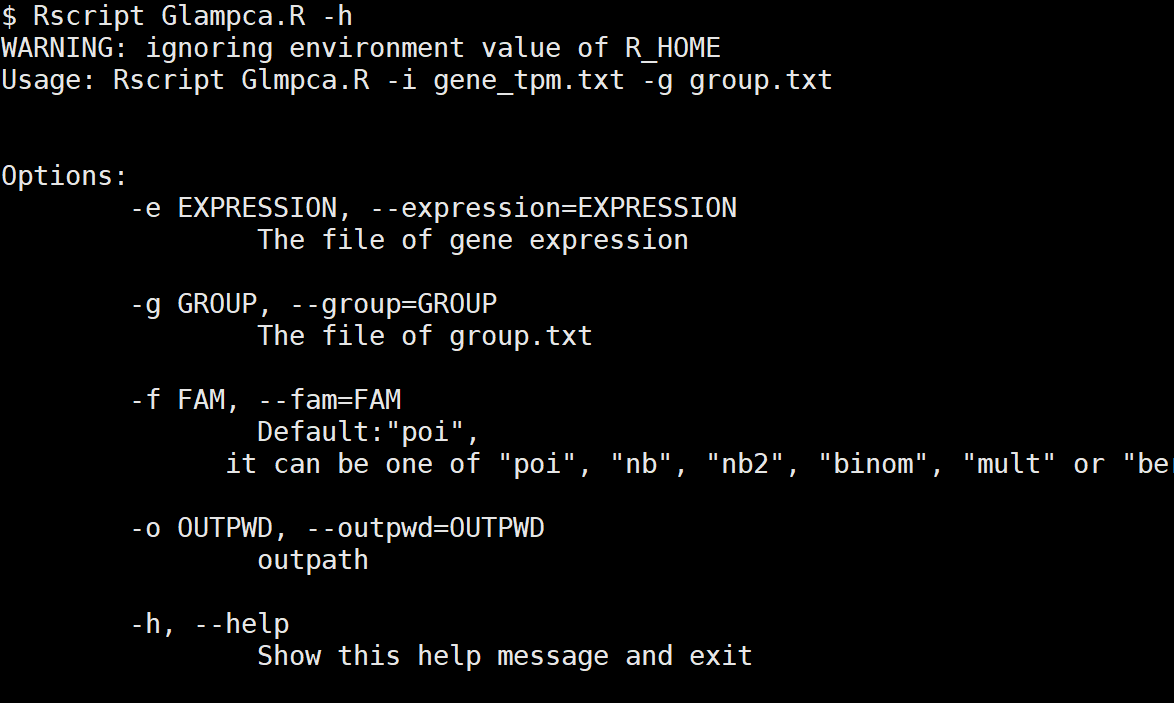 $ Rscript Glampca.R -h
WARNING: ignoring environment value of R_HOME
Usage: Rscript Glmpca.R -i gene_tpm.txt -g group.txt
Options:
-e EXPRESSION, --expression=EXPRESSION
The file of gene expression
-g GROUP, --group=GROUP
The file of group.txt
-f FAM, --fam=FAM
Default:"poi",
it can be one of "poi", "nb", "nb2", "binom", "mult" or
-o OUTPWD, --outpwd=OUTPWD
outpath
-h, --help
Show this help message and exit